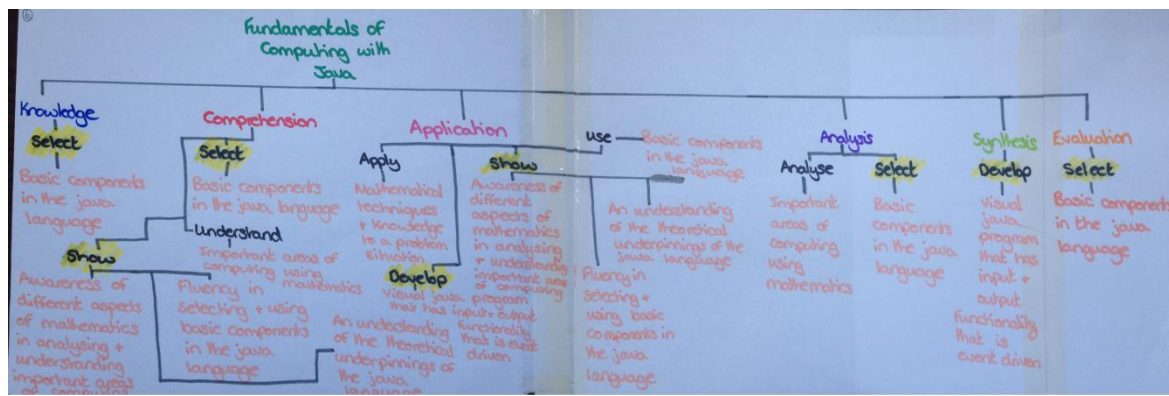 6
Fundamentals of
Computing with
Java
Knowledge
Select
Basic components
in the java
language
Comprehension
Select
Basic components
in the java language
understand
Important areas of
computing using
mathematics
Show
Awareness of
different aspects
of mathematics
in analysing +
understanding
important areas
of computing
Fluency in
selecting + using
basic components
in the java
language
An understanding
of the theoretical
underpinnings of
the java
language
Application
Apply
Mathematical
techniques
+ knowledge
to a problem
situation
Develop
Visual java program
that has input + output
functionality
that is event
driven
Show
Awareness of
different
aspects of
mathematics
in analysing
+ understanding
important areas
of computing
use
Basic components
in the java
language
An understanding
of the theoretical
underpinnings of the
java language
Fluency in
selecting +
using basic
components in
the java
language
Analysis
Analyse
Important
areas of
computing
using
mathematics
Select
Basic
components
in the java
language
Synthesis
Develop
Visual
java
program
that has
input +
output
functionality
that is
event driven
Evaluation
Select
Basic components
in the java
language